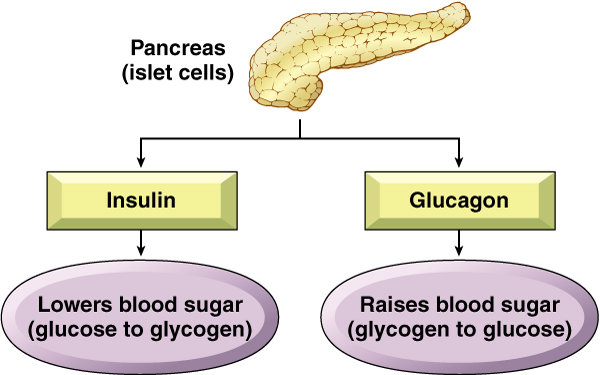 Pancreas
(islet cells)
Insulin
Glucagon
Lowers blood sugar
(glucose to glycogen)
Raises blood sugar
(glycogen to glucose)